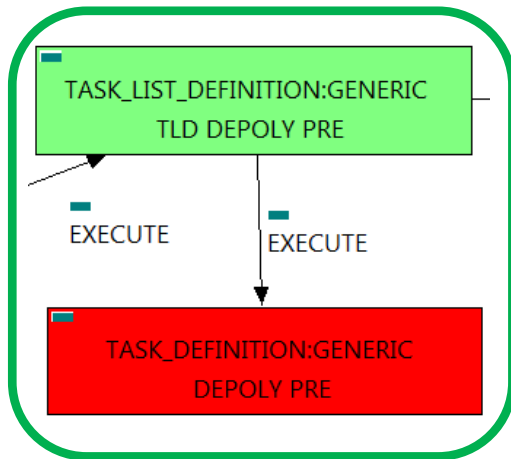 TASK_LIST_DEFINITION:GENERIC
TLD DEPOLY PRE
EXECUTE
EXECUTE
TASK_DEFINITION:GENERIC
DEPOLY PRE